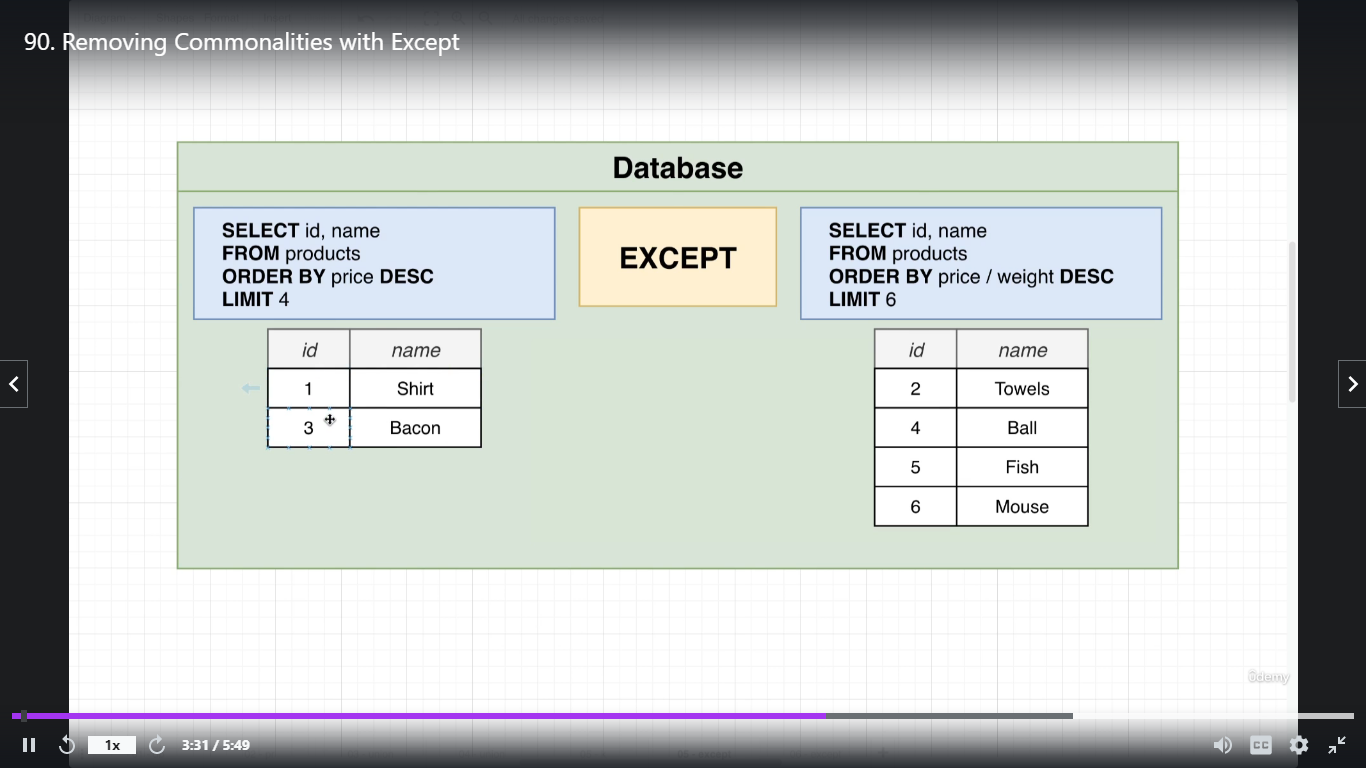 90. Removing Commonalities with Except
Database
SELECT id, name
FROM products
ORDER BY price DESC
LIMIT 4
EXCEPT
SELECT id, name
FROM products
ORDER BY price / weight DESC
LIMIT 6
id name
1 Shirt
3 Bacon
id name
2 Towels
4 Ball
5 Fish
6 Mouse
ûdemy
1x
3:31 / 5:49
CC